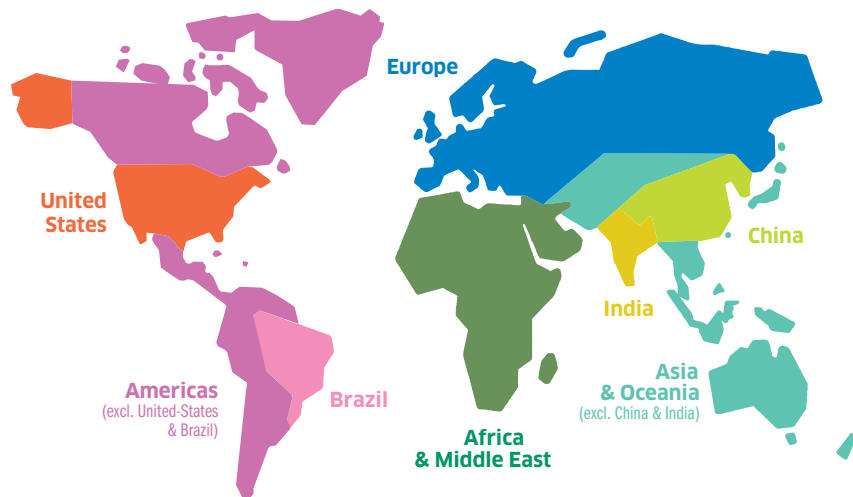 Europe
United
States
China
India
Americas
(excl. United-States
& Brazil)
Brazil
Asia
& Oceania
(excl. China & India)
Africa
& Middle East